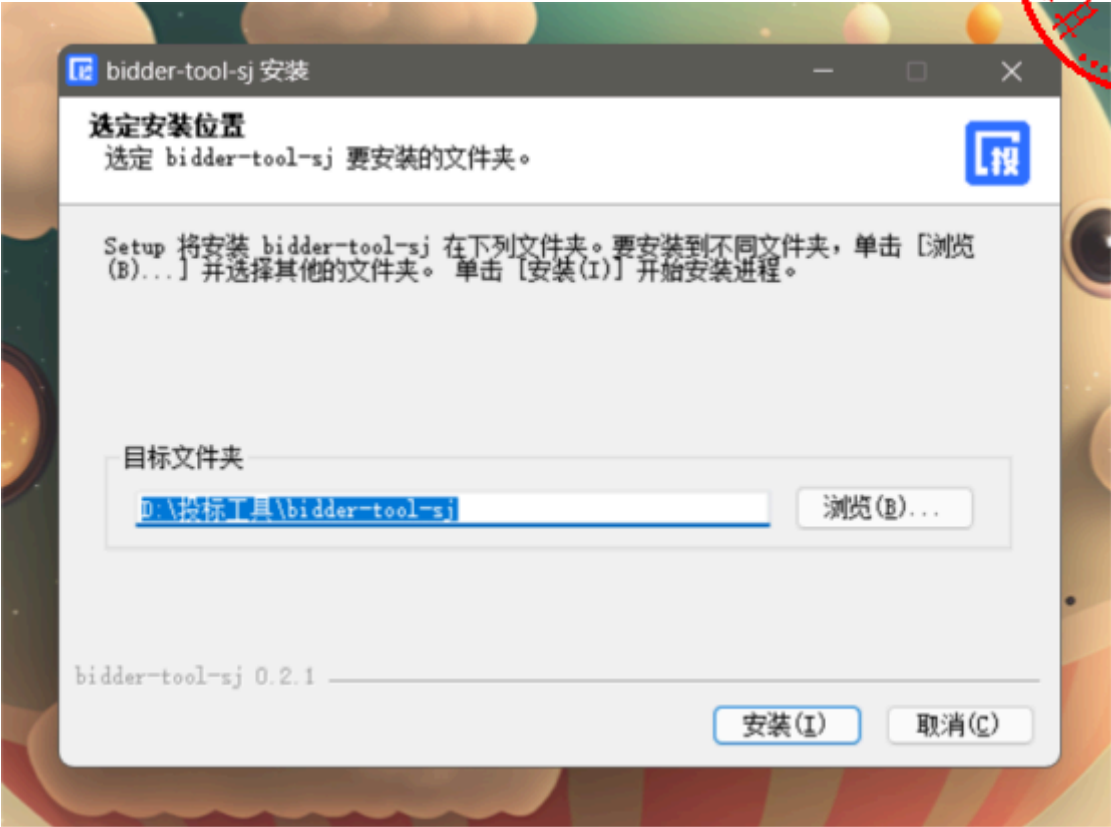 bidder-tool-sj 安装
选定安装位置
选定 bidder-tool-sj 要安装的文件夹。
投
Setup 将安装 bidder-tool-sj 在下列文件夹。要安装到不同文件夹，单击 [浏览
(B)...] 并选择其他的文件夹。 单击 [安装(I)] 开始安装进程。
目标文件夹
D:\投标工具\bidder-tool-sj
浏览(B)...
bidder-tool-sj 0.2.1
安装(I)
取消(C)